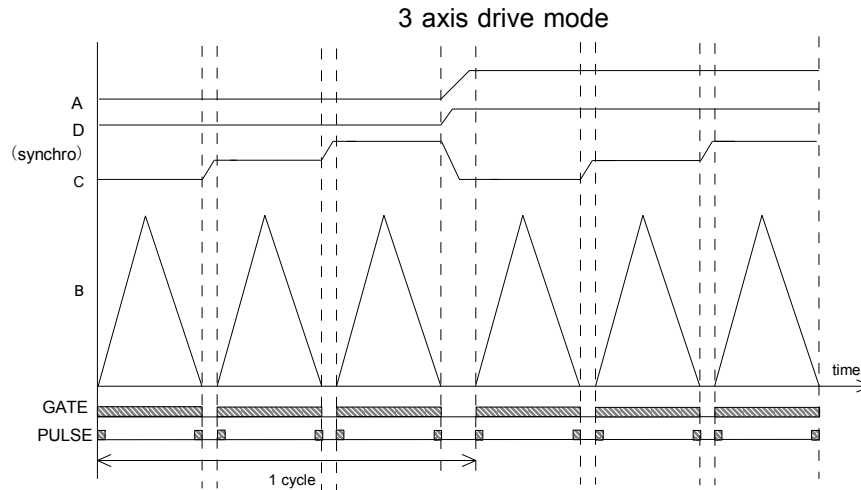 3 axis drive mode
A
D
(synchro)
C
B
time
GATE
PULSE
1 cycle